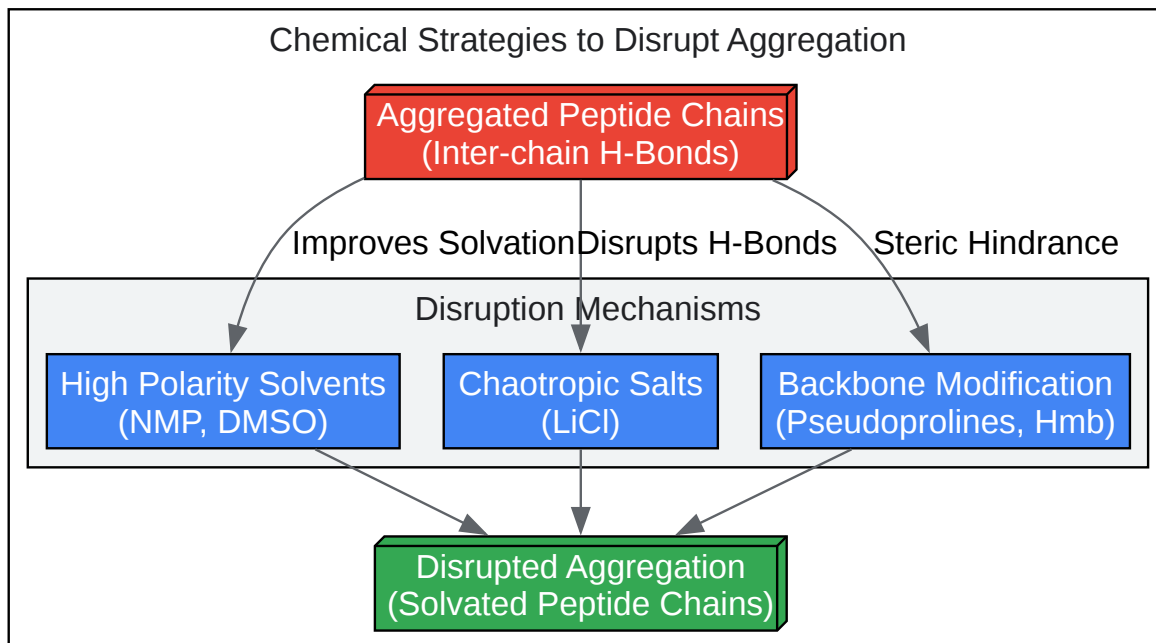 Chemical Strategies to Disrupt Aggregation
Aggregated Peptide Chains
(Inter-chain H-Bonds)
Improves Solvation
Disrupts H-Bonds
Steric Hindrance
Disruption Mechanisms
High Polarity Solvents
(NMP, DMSO)
Chaotropic Salts
(LiCl)
Backbone Modification
(Pseudoprolines, Hmb)
Disrupted Aggregation
(Solvated Peptide Chains)